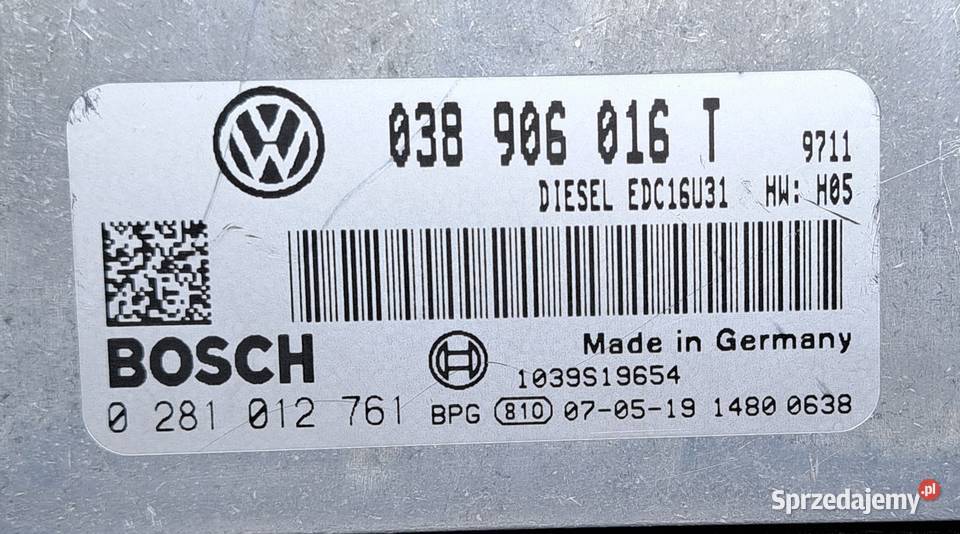 038 906 016 T 9711
DIESEL EDC16U31 HW: H05
BOSCH
Made in Germany
1039S19654
0 281 012 761 BPG 810 07-05-19 1480 0638
Sprzedajemy.pl